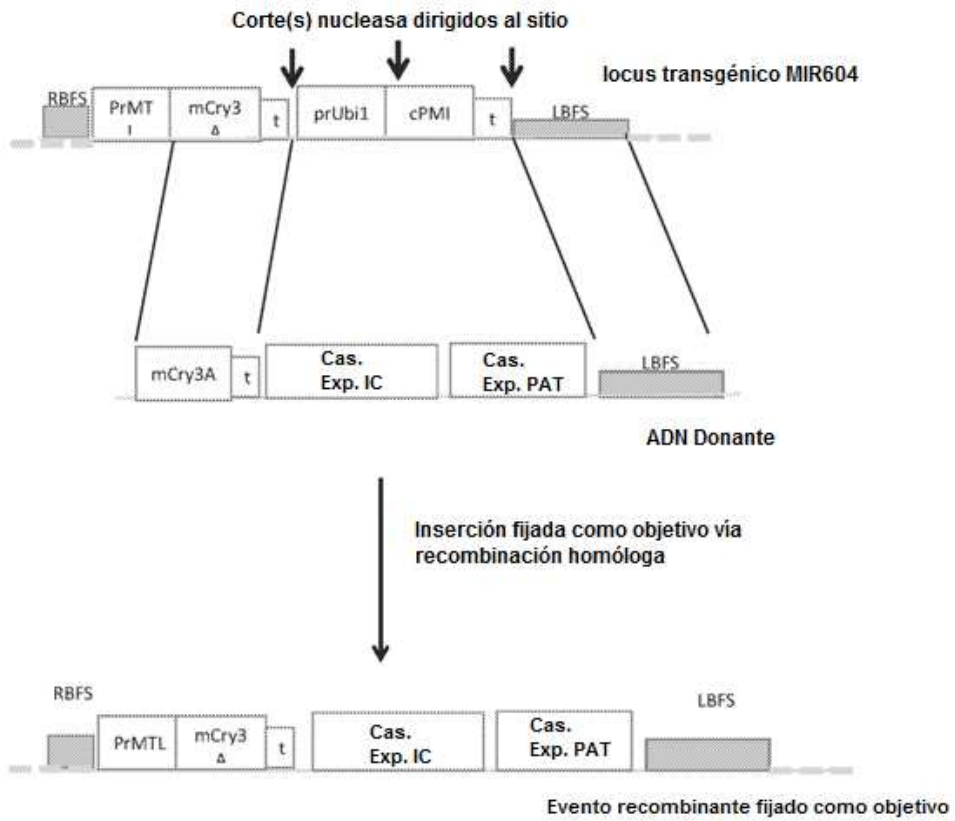 Corte(s) nucleasa dirigidos al sitio
locus transgénico MIR604
RBFS
PrMT
I
mCry3
Δ
t
prUbi1
cPMI
t
LBFS
mCry3A
t
Cas.
Exp. IC
Cas.
Exp. PAT
LBFS
ADN Donante
Inserción fijada como objetivo vía
recombinación homóloga
RBFS
PrMTL
mCry3
Δ
t
Cas.
Exp. IC
Cas.
Exp. PAT
LBFS
Evento recombinante fijado como objetivo